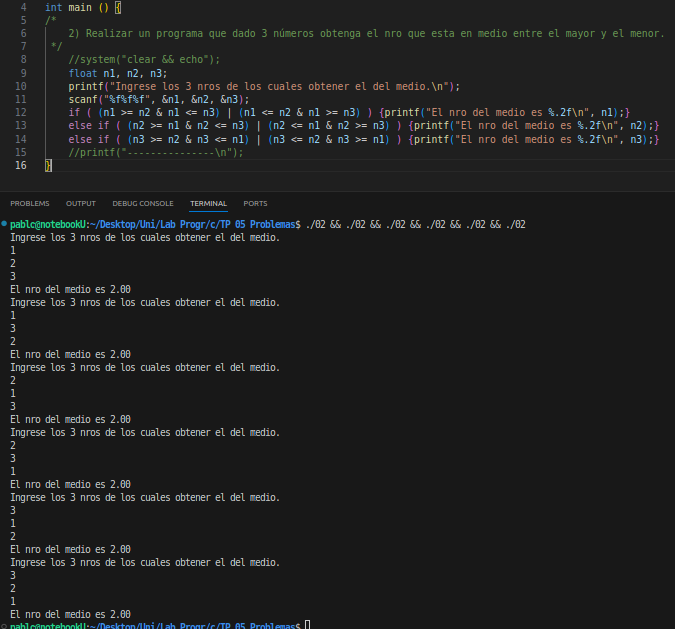 4 int main () {
5 /*
6 2) Realizar un programa que dado 3 números obtenga el nro que esta en medio entre el mayor y el menor.
7 */
8 //system("clear && echo");
9 float n1, n2, n3;
10 printf("Ingrese los 3 nros de los cuales obtener el del medio.\n");
11 scanf("%f%f%f", &n1, &n2, &n3);
12 if ( (n1 >= n2 & n1 <= n3) | (n1 <= n2 & n1 >= n3) ) {printf("El nro del medio es %.2f\n", n1);}
13 else if ( (n2 >= n1 & n2 <= n3) | (n2 <= n1 & n2 >= n3) ) {printf("El nro del medio es %.2f\n", n2);}
14 else if ( (n3 >= n2 & n3 <= n1) | (n3 <= n2 & n3 >= n1) ) {printf("El nro del medio es %.2f\n", n3);}
15 //printf("---------------\n");
16 }
PROBLEMS OUTPUT DEBUG CONSOLE TERMINAL PORTS
pablc@notebookU:~/Desktop/Uni/Lab Progr/c/TP 05 Problemas$ ./02 && ./02 && ./02 && ./02 && ./02 && ./02
Ingrese los 3 nros de los cuales obtener el del medio.
1
2
3
El nro del medio es 2.00
Ingrese los 3 nros de los cuales obtener el del medio.
1
3
2
El nro del medio es 2.00
Ingrese los 3 nros de los cuales obtener el del medio.
2
1
3
El nro del medio es 2.00
Ingrese los 3 nros de los cuales obtener el del medio.
2
3
1
El nro del medio es 2.00
Ingrese los 3 nros de los cuales obtener el del medio.
3
1
2
El nro del medio es 2.00
Ingrese los 3 nros de los cuales obtener el del medio.
3
2
1
El nro del medio es 2.00
pablc@notebookU:~/Desktop/Uni/Lab Progr/c/TP 05 Problemas$